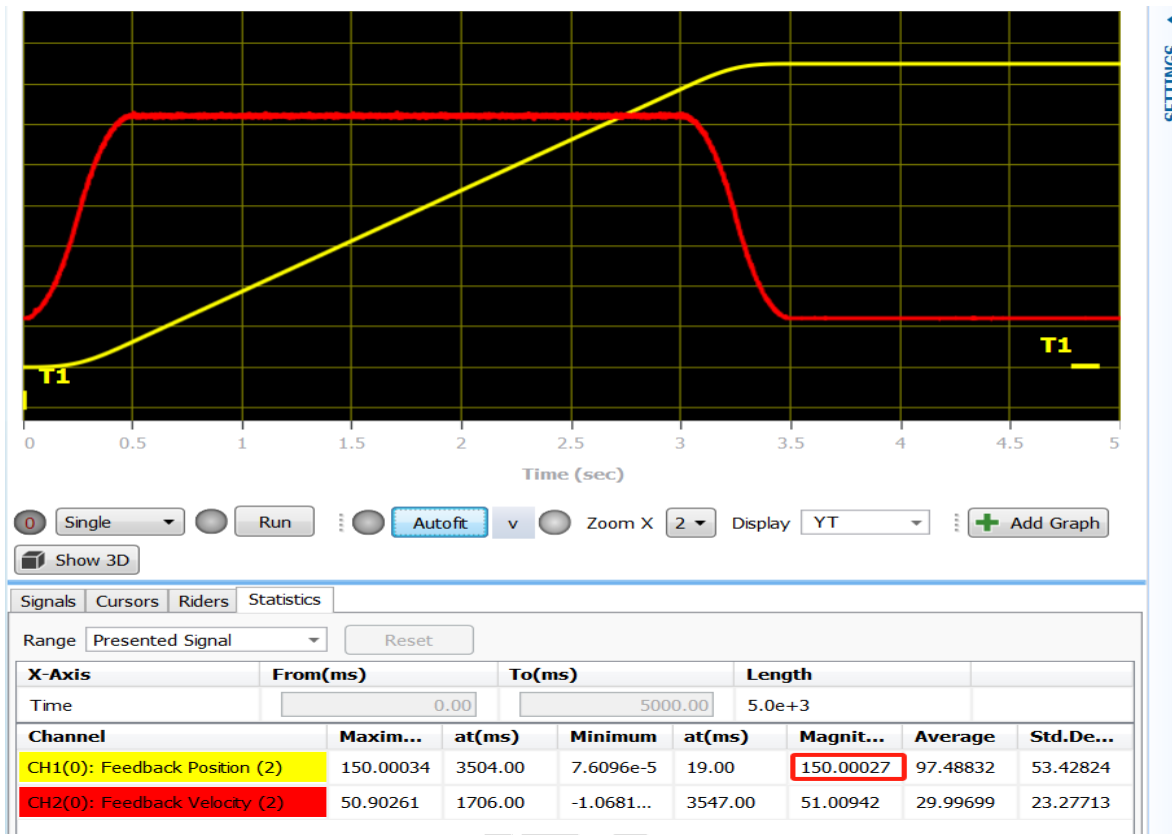 SETTINGS
T1
T1
0 0.5 1 1.5 2 2.5 3 3.5 4 4.5 5
Time (sec)
0 Single Run Autofit v Zoom X 2 Display YT Add Graph
Show 3D
Signals Cursors Riders Statistics
Range Presented Signal Reset
X-Axis From(ms) To(ms) Length
Time 0.00 5000.00 5.0e+3
Channel Maxim... at(ms) Minimum at(ms) Magnit... Average Std.De...
CH1(0): Feedback Position (2) 150.00034 3504.00 7.6096e-5 19.00 150.00027 97.48832 53.42824
CH2(0): Feedback Velocity (2) 50.90261 1706.00 -1.0681... 3547.00 51.00942 29.99699 23.27713